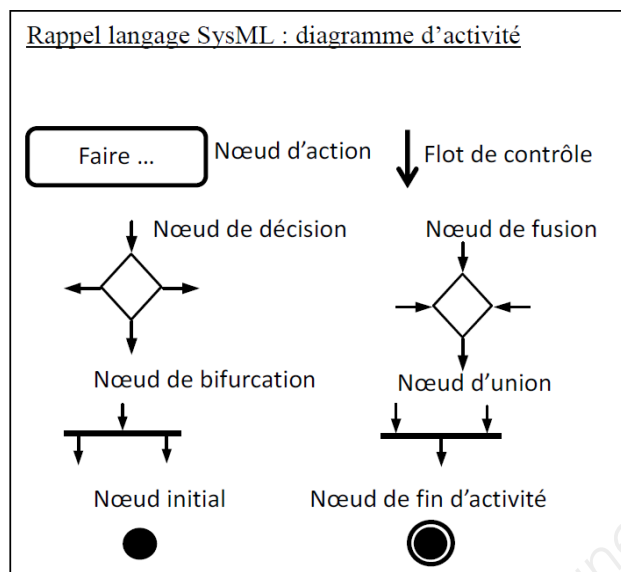 Rappel langage SysML : diagramme d'activité
Faire ...
Nœud d'action
Flot de contrôle
Nœud de décision
Nœud de fusion
Nœud de bifurcation
Nœud d'union
Nœud initial
Nœud de fin d'activité